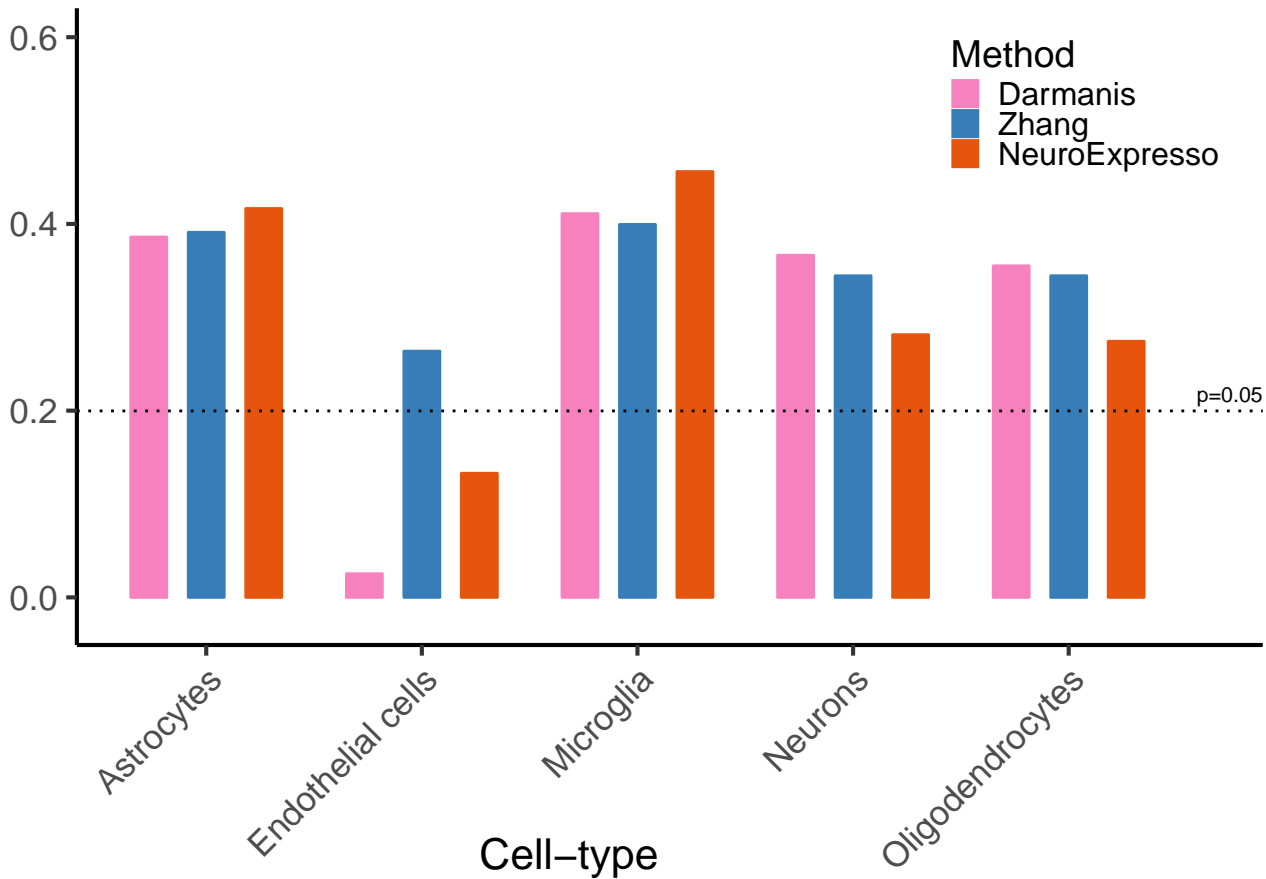 0.6
0.4
0.2
0.0
Method
Darmanis
Zhang
NeuroExpresso
p=0.05
Astrocytes
Endothelial cells
Microglia
Neurons
Oligodendrocytes
Cell−type